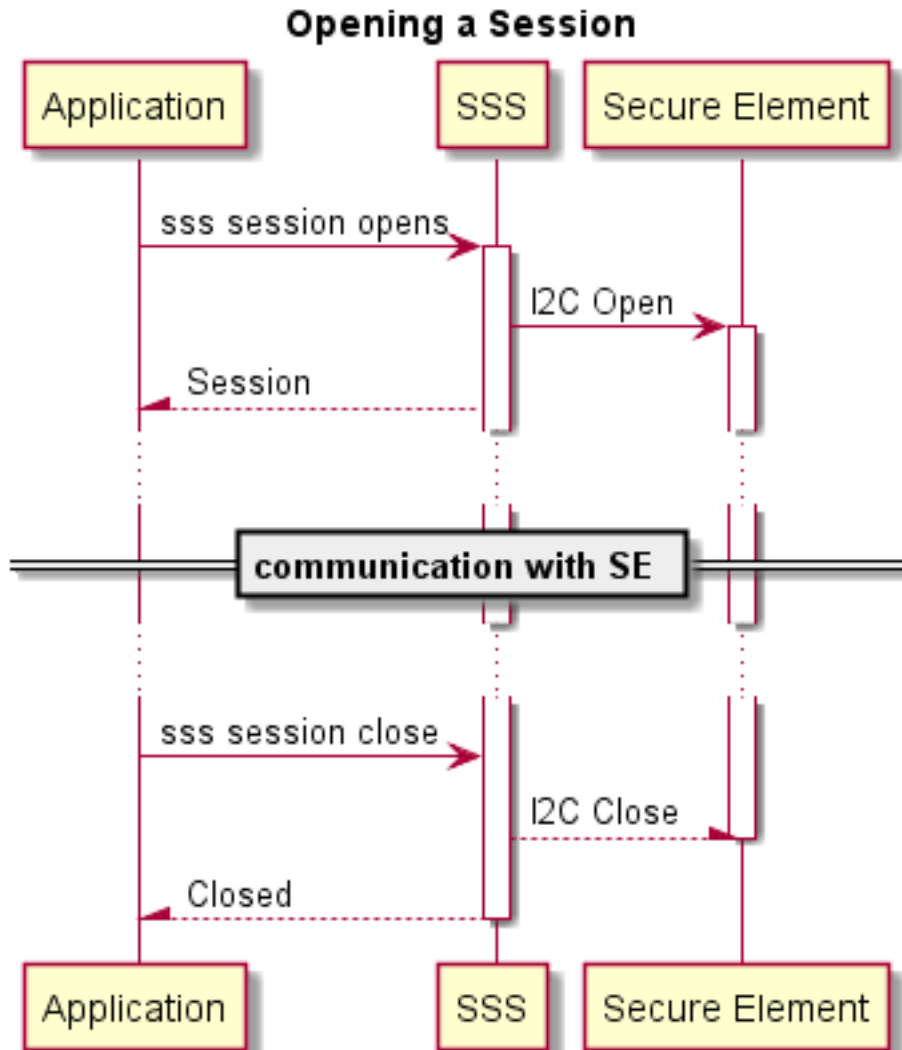 Opening a Session
Application SSS Secure Element
sss session opens
I2C Open
Session
communication with SE
sss session close
I2C Close
Closed
Application SSS Secure Element